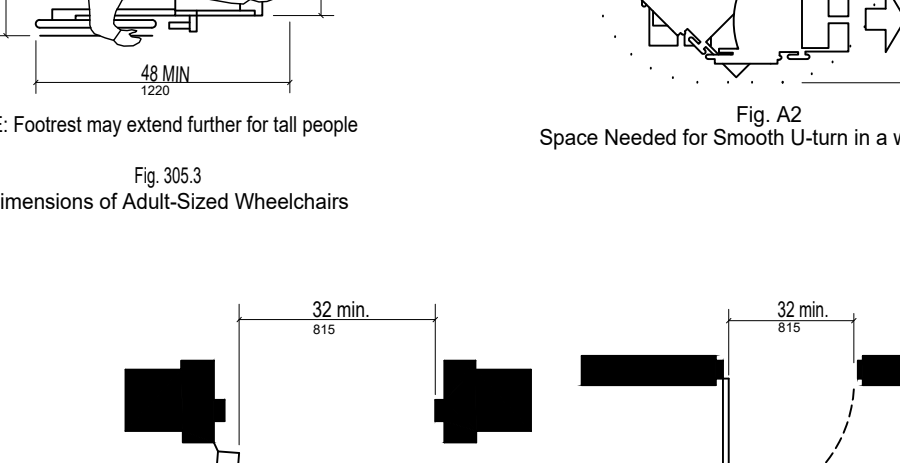 48 MIN
1220
: Footrest may extend further for tall people
Fig. 305.3
imensions of Adult-Sized Wheelchairs
Fig. A2
Space Needed for Smooth U-turn in a
32 min.
815
32 min.
815